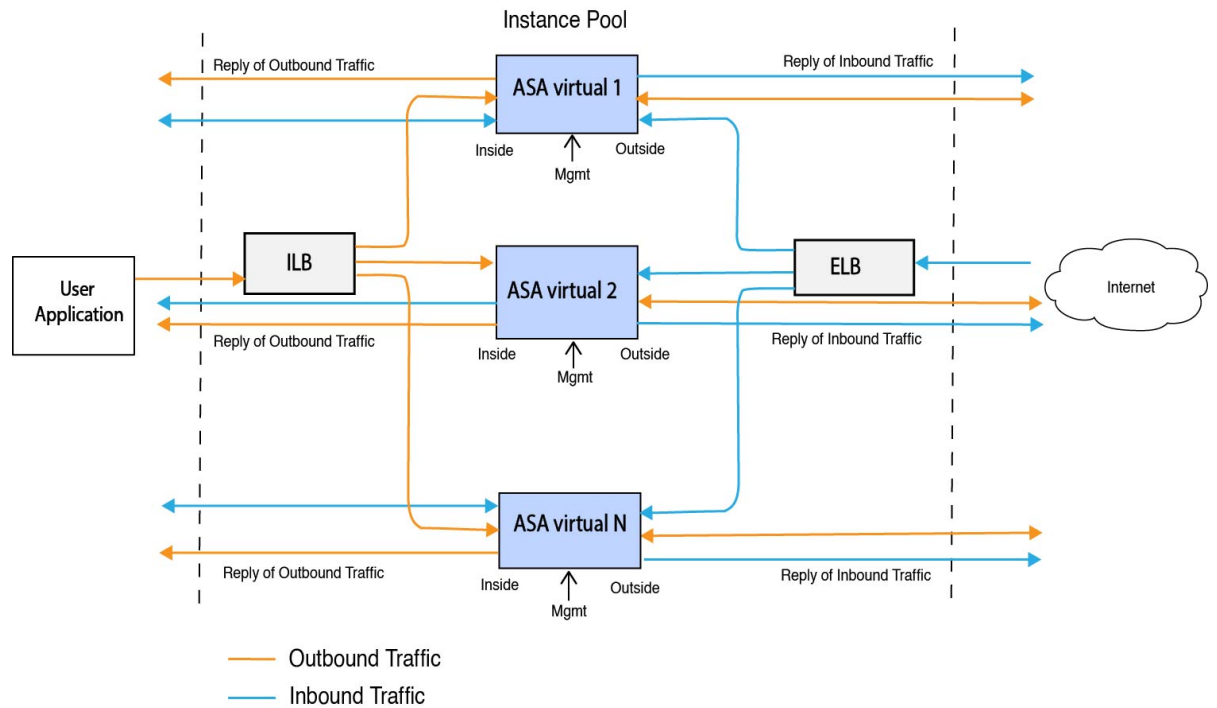 Instance Pool
Reply of Outbound Traffic
ASA virtual 1
Reply of Inbound Traffic
Inside
Outside
Mgmt
User
Application
ILB
ASA virtual 2
ELB
Internet
Reply of Outbound Traffic
Inside
Outside
Reply of Inbound Traffic
Mgmt
ASA virtual N
Reply of Outbound Traffic
Inside
Outside
Reply of Inbound Traffic
Mgmt
Outbound Traffic
Inbound Traffic